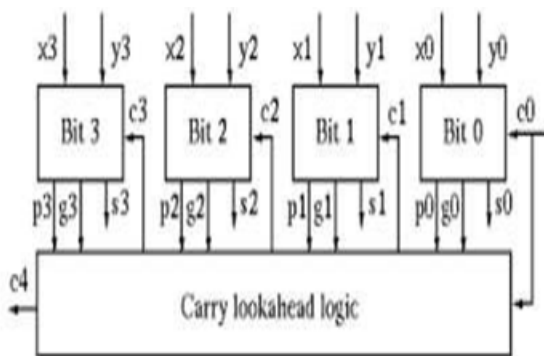 x3 y3 x2 y2 x1 y1 x0 y0
Bit 3 c3 Bit 2 c2 Bit 1 c1 Bit 0 c0
p3 g3 s3 p2 g2 s2 p1 g1 s1 p0 g0 s0
c4
Carry lookahead logic